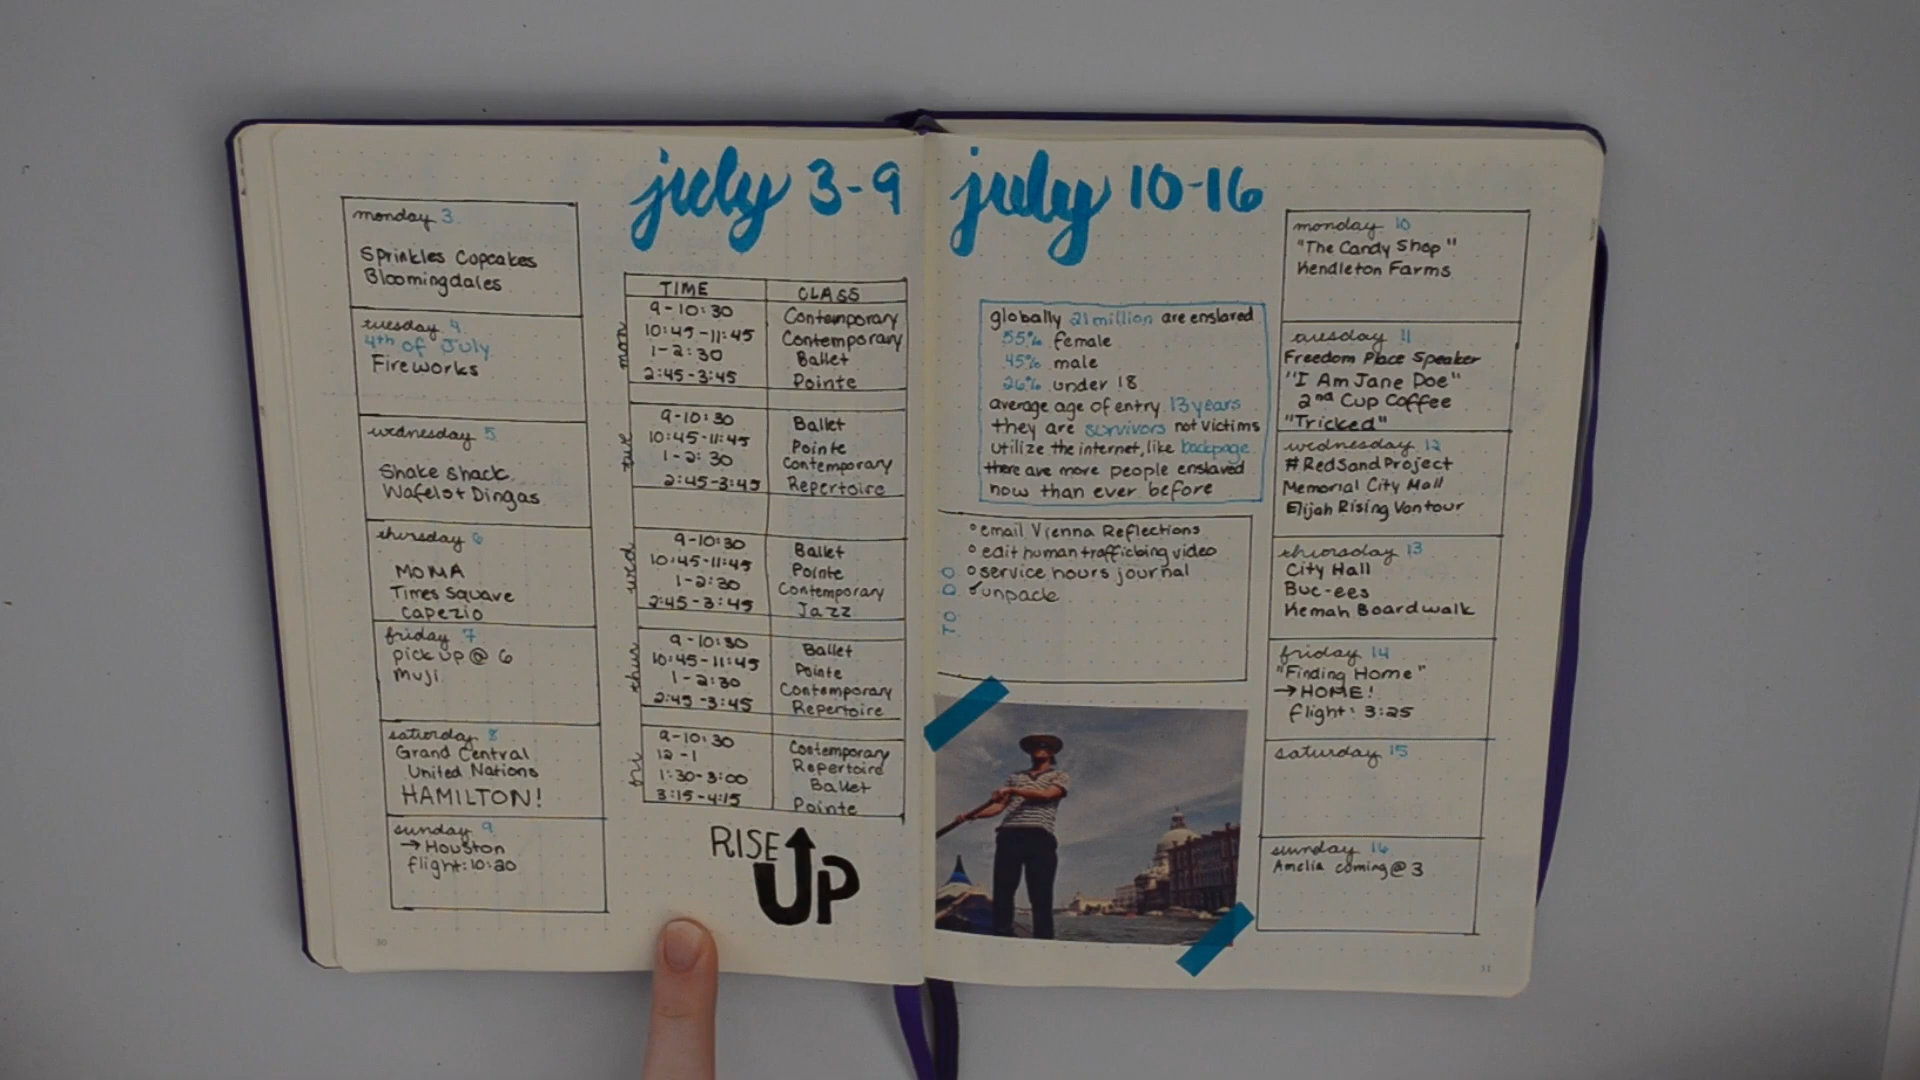 july 3-9
monday 3
Sprinkles Copcakes
Bloomingdales
tuesday 4
4th of July
Fireworks
wednesday 5
Shake Shack
Wafels+Dingas
thursday 6
MOMA
Times Square
Capezio
friday 7
pick up @ 6
Muji
saturday 8
Grand Central
United Nations
HAMILTON!
sunday 9
→ Houston
flight: 10:20
TIME CLASS
mon
9-10:30 Contemporary
10:45-11:45 Contemporary
1-2:30 Ballet
2:45-3:45 Pointe
tue
9-10:30 Ballet
10:45-11:45 Pointe
1-2:30 Contemporary
2:45-3:45 Repertoire
wed
9-10:30 Ballet
10:45-11:45 Pointe
1-2:30 Contemporary
2:45-3:45 Jazz
thur
9-10:30 Ballet
10:45-11:45 Pointe
1-2:30 Contemporary
2:45-3:45 Repertoire
fri
9-10:30 Contemporary
12-1 Repertoire
1:30-3:00 Ballet
3:15-4:15 Pointe
RISE UP
30
july 10-16
globally 21 million are enslaved
55% female
45% male
26% under 18
average age of entry 13 years
they are survivors not victims
utilize the internet, like backpage
there are more people enslaved
now than ever before
TO DO
email Vienna Reflections
edit human trafficking video
service hours journal
unpack
monday 10
"The Candy Shop"
Kendleton Farms
tuesday 11
Freedom Place Speaker
"I Am Jane Doe"
2nd Cup Coffee
"Tricked"
wednesday 12
#RedSandProject
Memorial City Mall
Elijah Rising Van tour
thursday 13
City Hall
Buc-ees
Kemah Boardwalk
friday 14
"Finding Home"
→ HOME!
flight: 3:25
saturday 15
sunday 16
Amelia coming @ 3
31